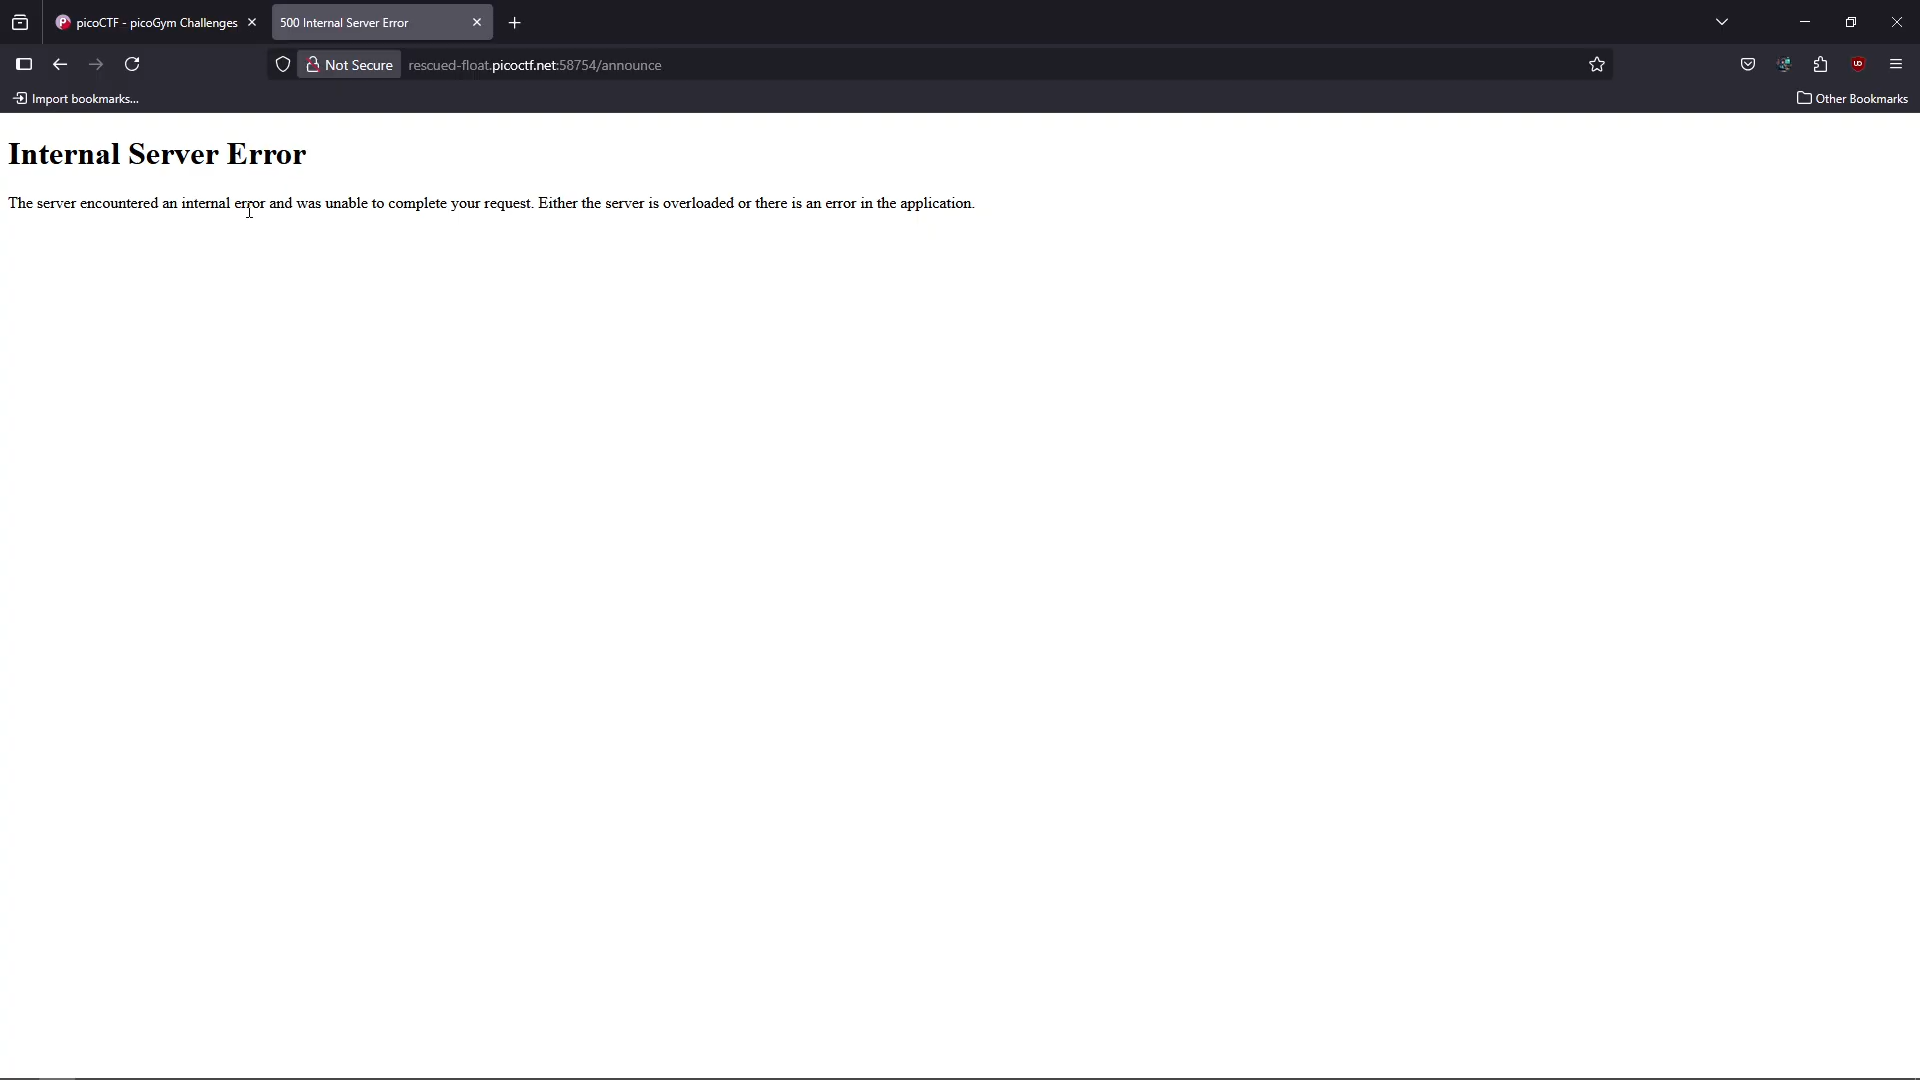 picoCTF - picoGym Challenges
500 Internal Server Error
Not Secure
rescued-float.picoctf.net:58754/announce
Import bookmarks...
Other Bookmarks
Internal Server Error
The server encountered an internal error and was unable to complete your request. Either the server is overloaded or there is an error in the application.